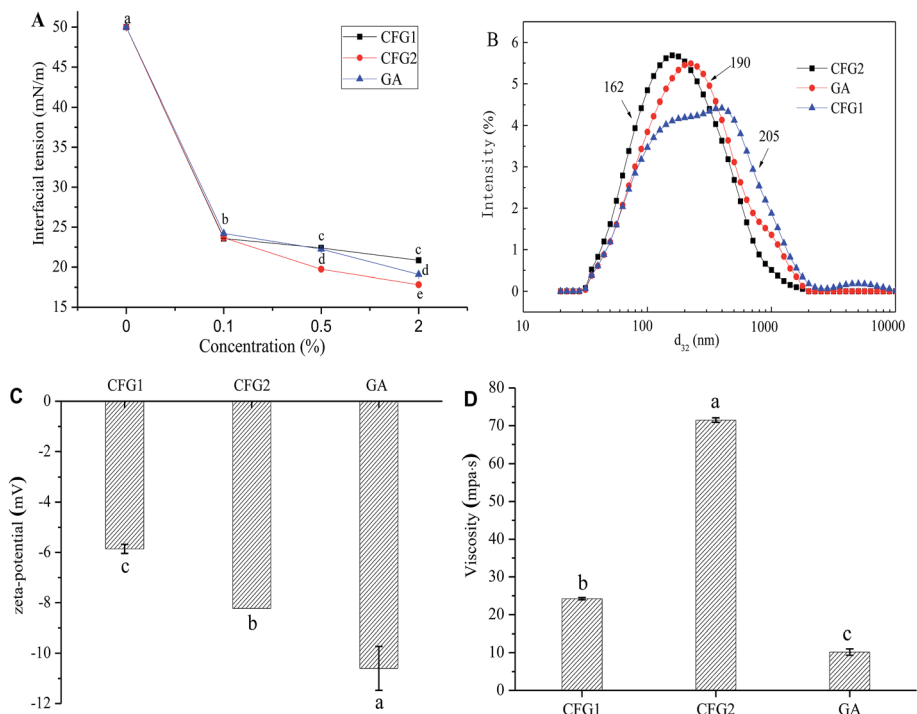 A
50
45
40
35
30
25
20
15
Interfacial tension (mN/m)
a
b
c
d
c
d
e
CFG1
CFG2
GA
0
0.1
0.5
2
Concentration (%)
B
6
5
4
3
2
1
0
Intensity (%)
162
190
205
CFG2
GA
CFG1
10
100
1000
10000
d32 (nm)
C
CFG1
CFG2
GA
0
-2
-4
-6
-8
-10
-12
zeta-potential (mV)
c
b
a
D
80
70
60
50
40
30
20
10
0
Viscosity (mpa·s)
b
a
c
CFG1
CFG2
GA